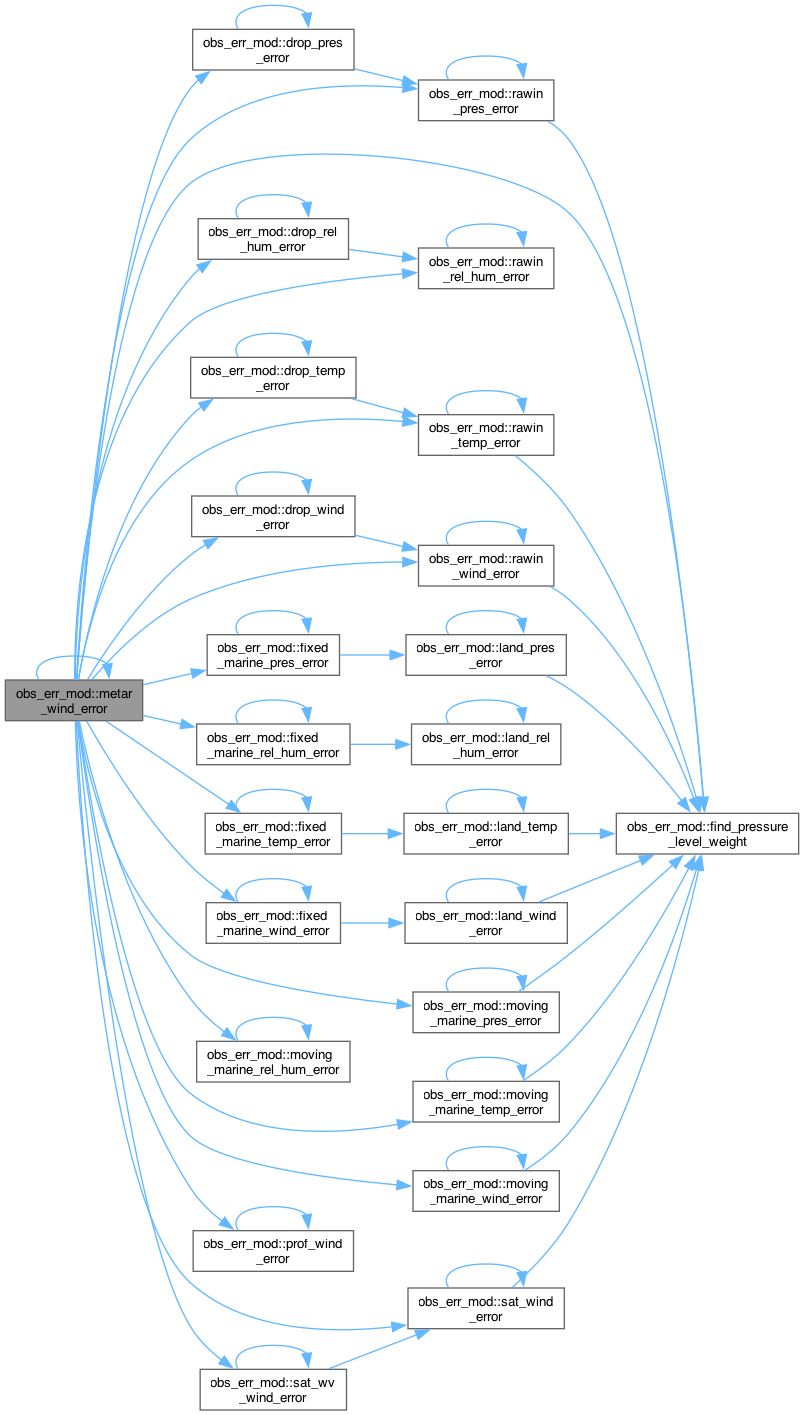 obs_err_mod::drop_pres
_error
obs_err_mod::rawin
_pres_error
obs_err_mod::drop_rel
_hum_error
obs_err_mod::rawin
_rel_hum_error
obs_err_mod::drop_temp
_error
obs_err_mod::rawin
_temp_error
obs_err_mod::drop_wind
_error
obs_err_mod::rawin
_wind_error
obs_err_mod::fixed
_marine_pres_error
obs_err_mod::land_pres
_error
obs_err_mod::metar
_wind_error
obs_err_mod::fixed
_marine_rel_hum_error
obs_err_mod::land_rel
_hum_error
obs_err_mod::fixed
_marine_temp_error
obs_err_mod::land_temp
_error
obs_err_mod::find_pressure
_level_weight
obs_err_mod::fixed
_marine_wind_error
obs_err_mod::land_wind
_error
obs_err_mod::moving
_marine_pres_error
obs_err_mod::moving
_marine_rel_hum_error
obs_err_mod::moving
_marine_temp_error
obs_err_mod::moving
_marine_wind_error
obs_err_mod::prof_wind
_error
obs_err_mod::sat_wind
_error
obs_err_mod::sat_wv
_wind_error